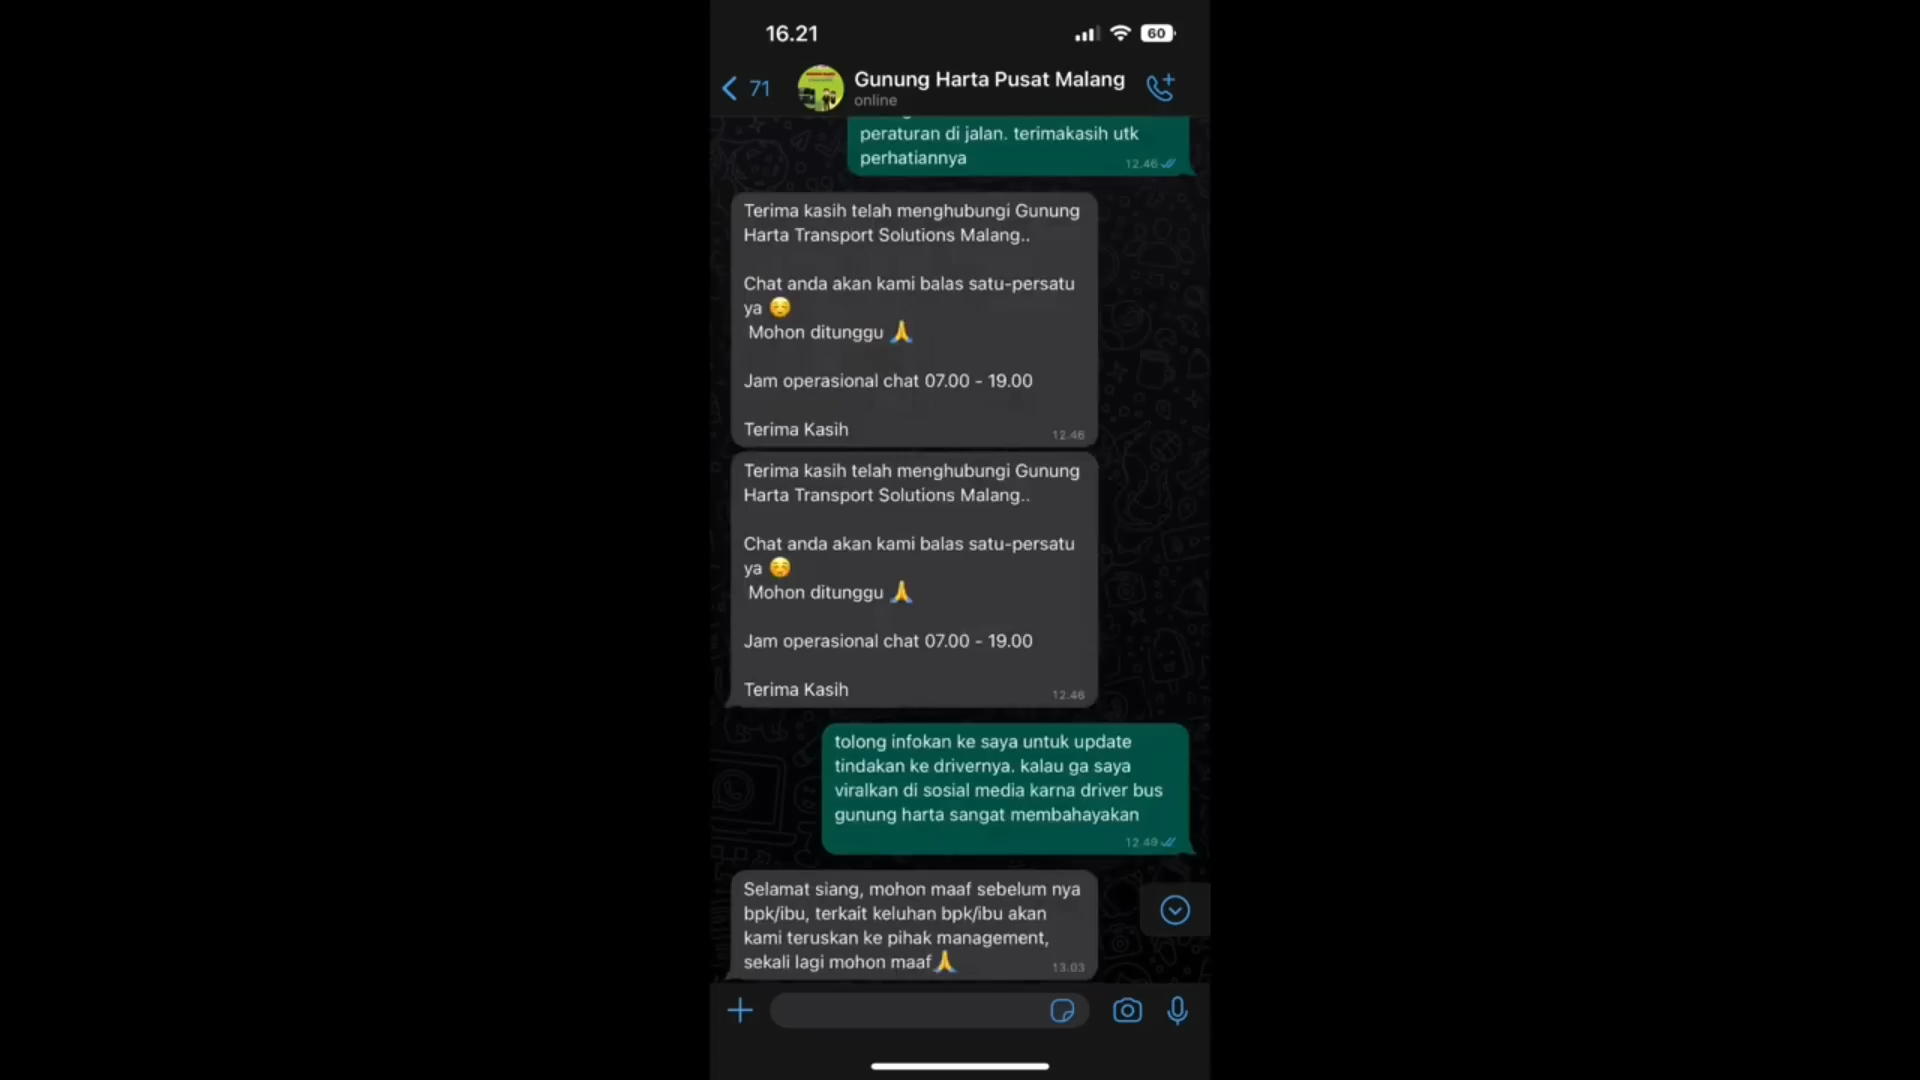 16.21
60
71
Gunung Harta Pusat Malang
online
peraturan di jalan. terimakasih utk
perhatiannya
12.46
Terima kasih telah menghubungi Gunung
Harta Transport Solutions Malang..
Chat anda akan kami balas satu-persatu
ya ☺️
Mohon ditunggu 🙏
Jam operasional chat 07.00 - 19.00
Terima Kasih
12.46
Terima kasih telah menghubungi Gunung
Harta Transport Solutions Malang..
Chat anda akan kami balas satu-persatu
ya ☺️
Mohon ditunggu 🙏
Jam operasional chat 07.00 - 19.00
Terima Kasih
12.46
tolong infokan ke saya untuk update
tindakan ke drivernya. kalau ga saya
viralkan di sosial media karna driver bus
gunung harta sangat membahayakan
12.49
Selamat siang, mohon maaf sebelum nya
bpk/ibu, terkait keluhan bpk/ibu akan
kami teruskan ke pihak management,
sekali lagi mohon maaf🙏
13.03